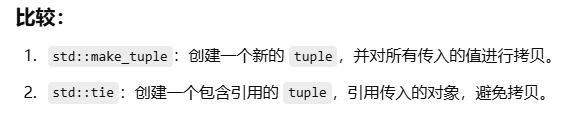 比较：
1. std::make_tuple：创建一个新的 tuple，并对所有传入的值进行拷贝。
2. std::tie：创建一个包含引用的 tuple，引用传入的对象，避免拷贝。